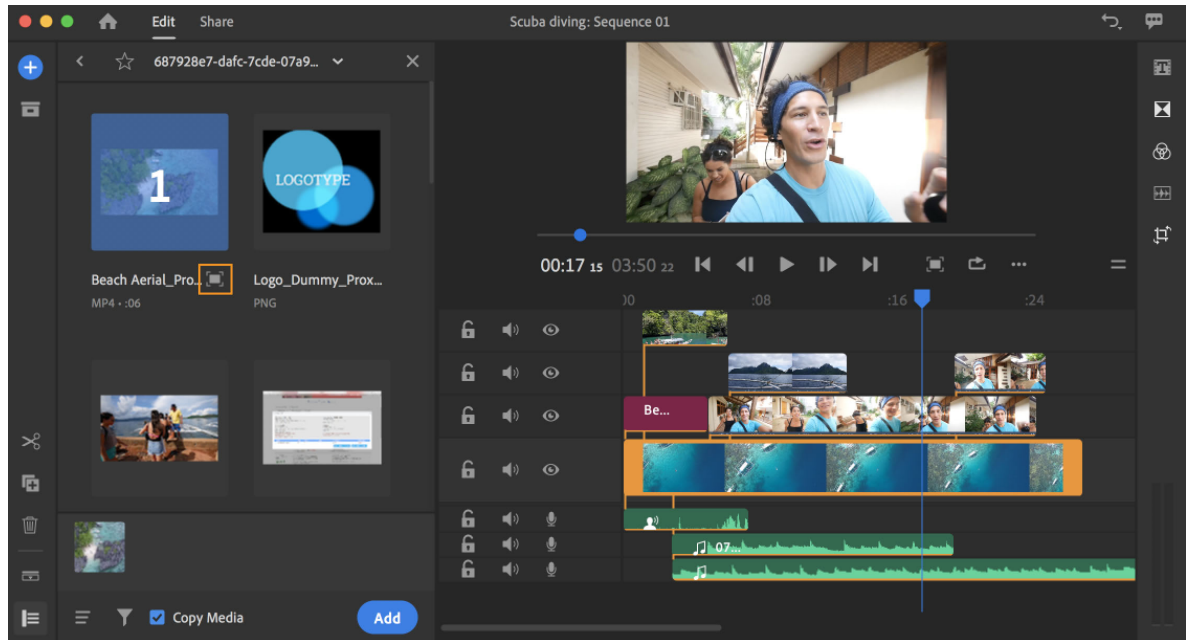 Edit Share Scuba diving: Sequence 01
687928e7-dafc-7cde-07a9...
1
LOGOTYPE
Beach Aerial_Pro...
MP4 • :06
Logo_Dummy_Prox...
PNG
Copy Media
Add
00:17 15 03:50 22
:00 :08 :16 :24
Be...
07...